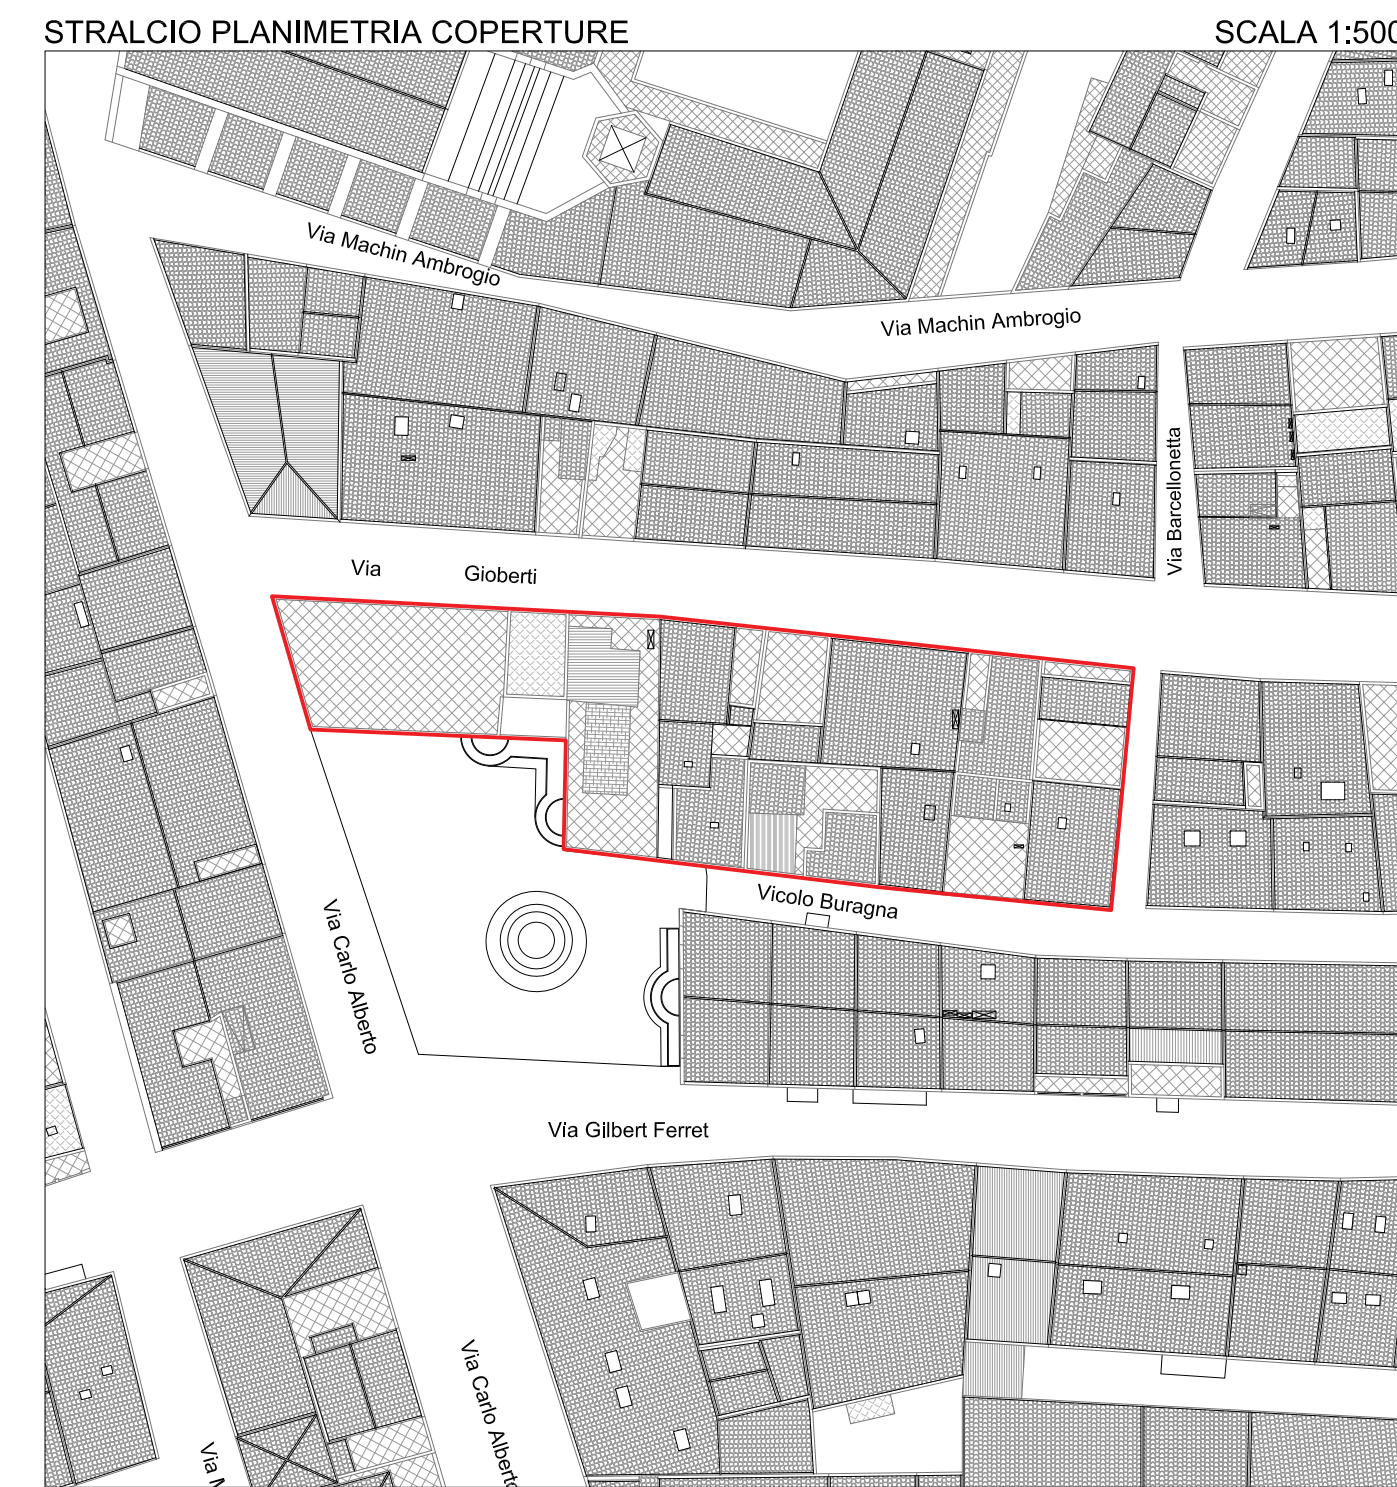 STRALCIO PLANIMETRIA COPERTURE
SCALA 1:500
Via Machin Ambrogio
Via Machin Ambrogio
Via Barcellonetta
Via Gioberti
Vicolo Buragna
Via Carlo Alberto
Via Gilbert Ferret
Via Carlo Alberto
Via